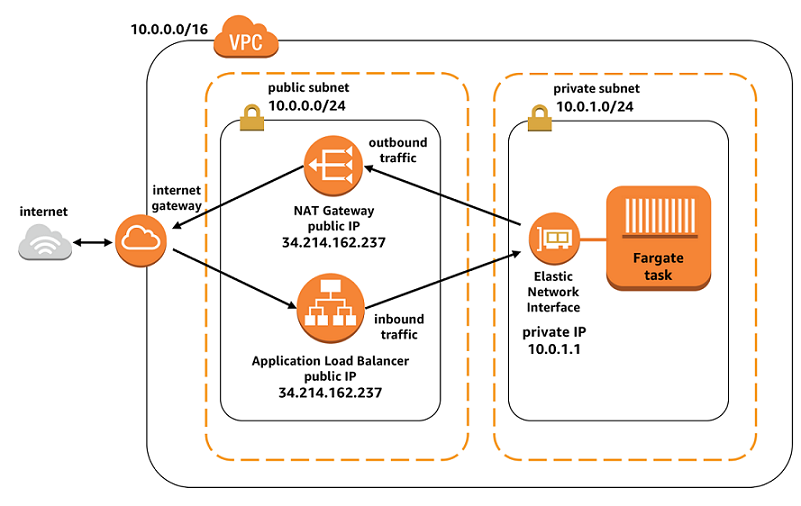 10.0.0.0/16
VPC
public subnet
10.0.0.0/24
private subnet
10.0.1.0/24
outbound
traffic
internet
gateway
internet
NAT Gateway
public IP
34.214.162.237
Fargate
task
Elastic
Network
Interface
private IP
10.0.1.1
inbound
traffic
Application Load Balancer
public IP
34.214.162.237